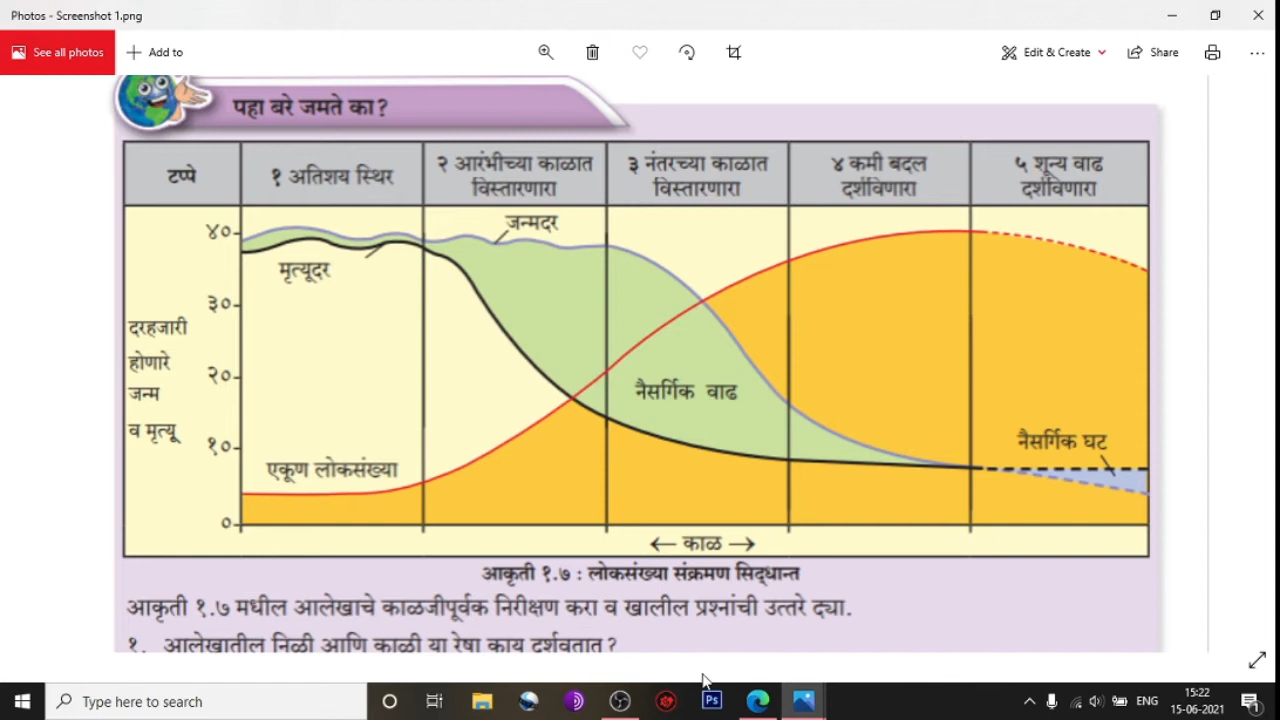 Photos - Screenshot 1.png
See all photos
Add to
Edit & Create
Share
पहा बरे जमते का?
टप्पे
१ अतिशय स्थिर
२ आरंभीच्या काळात
विस्तारणारा
३ नंतरच्या काळात
विस्तारणारा
४ कमी बदल
दर्शविणारा
५ शून्य वाढ
दर्शविणारा
४०
जन्मदर
मृत्यूदर
३०
दरहजारी
होणारे
जन्म
व मृत्यू
२०
नैसर्गिक वाढ
१०
नैसर्गिक घट
एकूण लोकसंख्या
०
← काळ →
आकृती १.७ : लोकसंख्या संक्रमण सिद्धान्त
आकृती १.७ मधील आलेखाचे काळजीपूर्वक निरीक्षण करा व खालील प्रश्नांची उत्तरे द्या.
१. आलेखातील निळी आणि काळी या रेषा काय दर्शवतात?
Type here to search
Ps
ENG
15:22
15-06-2021
1